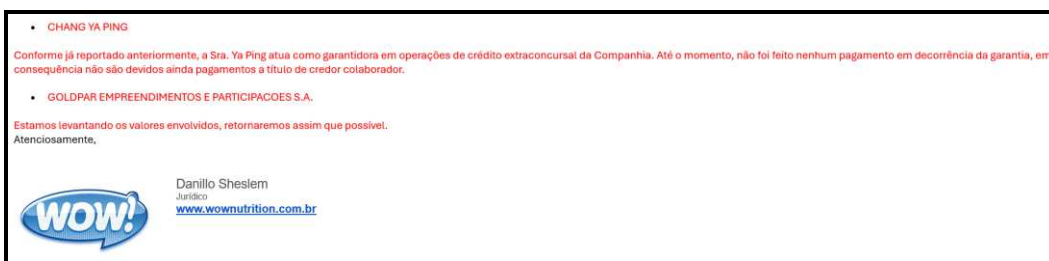 • CHANG YA PING
Conforme já reportado anteriormente, a Sra. Ya Ping atua como garantidora em operações de crédito extraconcursal da Companhia. Até o momento, não foi feito nenhum pagamento em decorrência da garantia, em
consequência não são devidos ainda pagamentos a título de credor colaborador.
• GOLDPAR EMPREENDIMENTOS E PARTICIPACOES S.A.
Estamos levantando os valores envolvidos, retornaremos assim que possível.
Atenciosamente,
Danillo Sheslem
Jurídico
www.wownutrition.com.br
WOW!